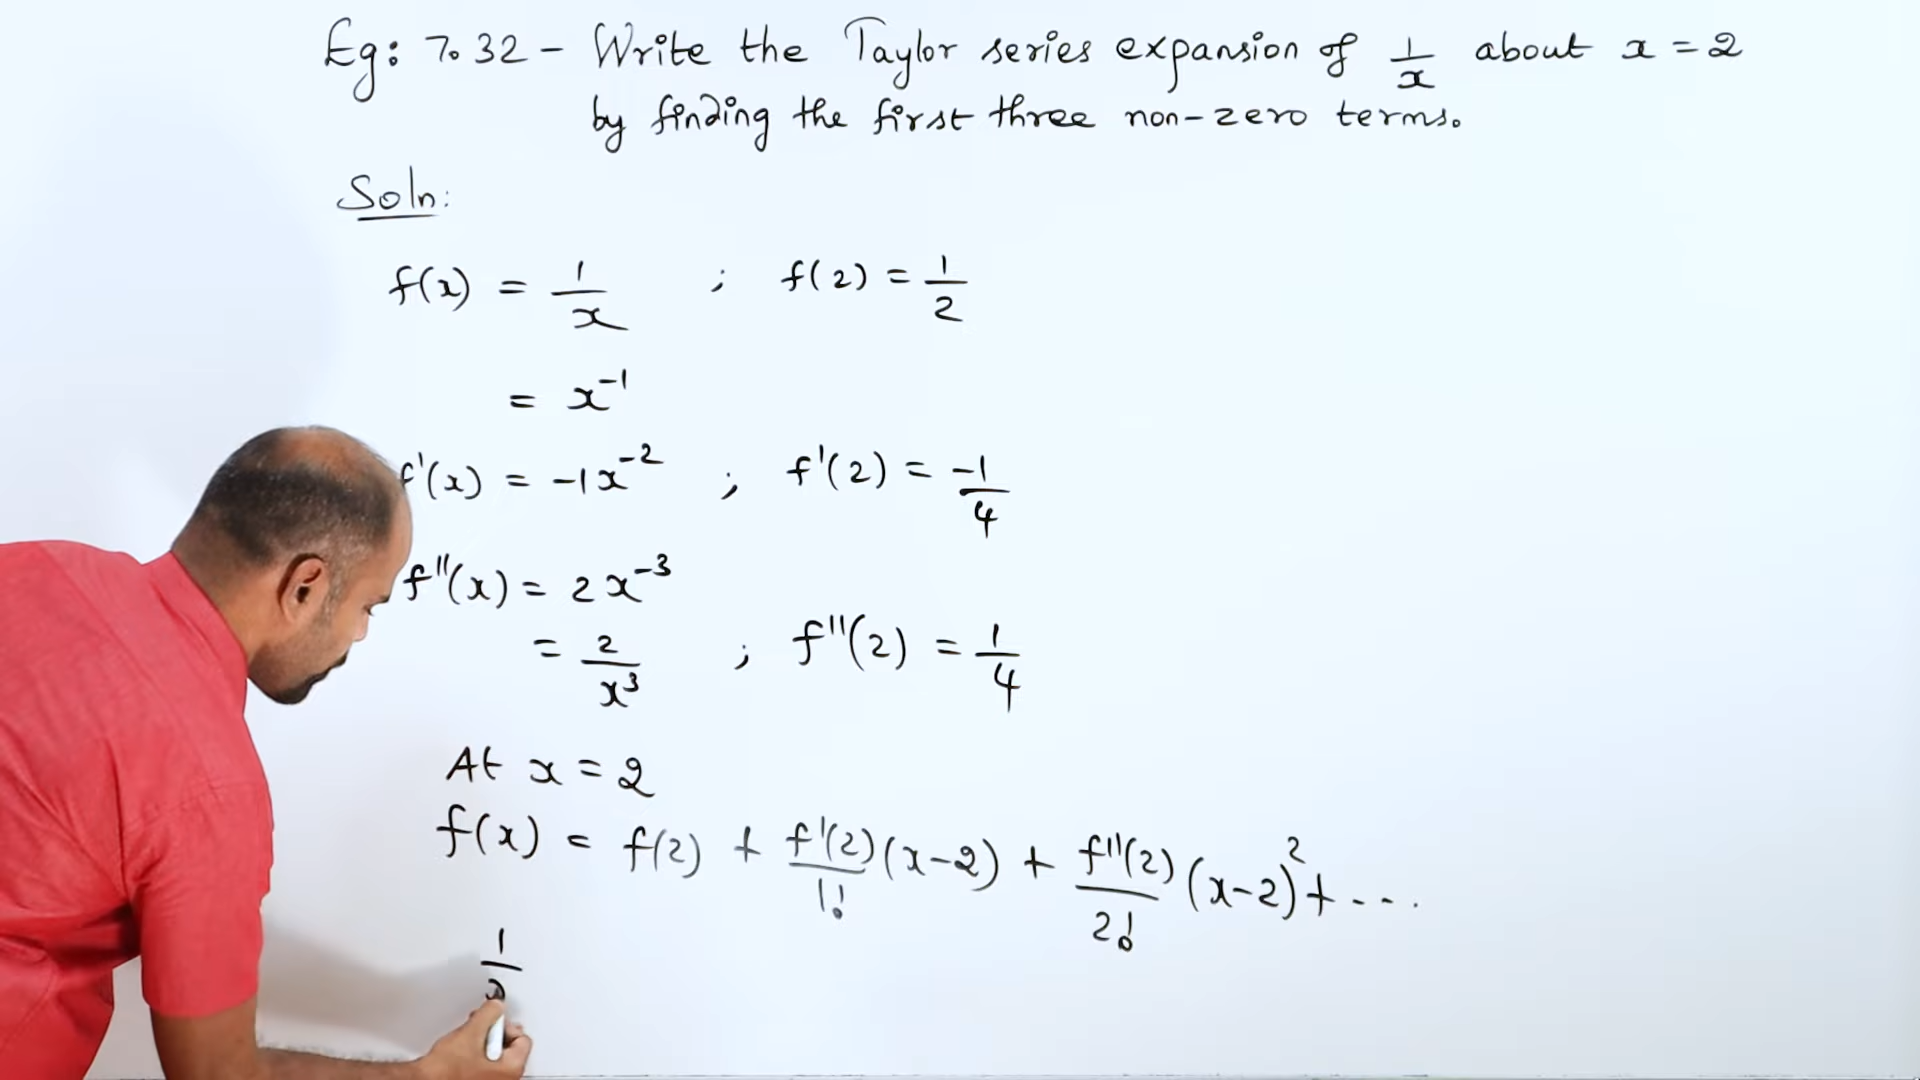 Eg: 7.32 - Write the Taylor series expansion of 1/x about x = 2
by finding the first three non-zero terms.
Soln:
f(x) = 1/x ; f(2) = 1/2
= x⁻¹
f'(x) = -1x⁻² ; f'(2) = -1/4
f''(x) = 2x⁻³
= 2/x³ ; f''(2) = 1/4
At x = 2
f(x) = f(2) + f'(2)/1! (x-2) + f''(2)/2! (x-2)² + ...
1/